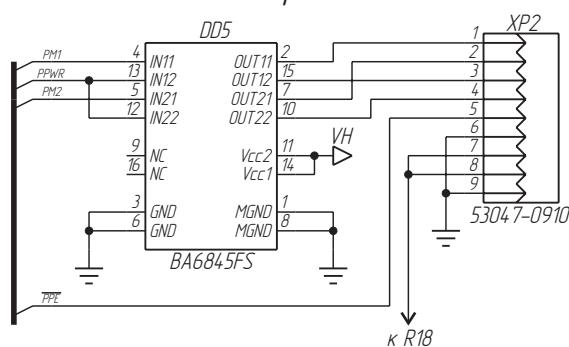 DD5
XP2
PM1 4 IN11 OUT11 2 1
PPWR 13 IN12 OUT12 15 2
PM2 5 IN21 OUT21 7 3
12 IN22 OUT22 10 4
5
9 NC Vcc2 11 VH 6
16 NC Vcc1 14 7
8
3 GND MGND 1 9
6 GND MGND 8
BA6845FS
53047-0910
PPE
к R18